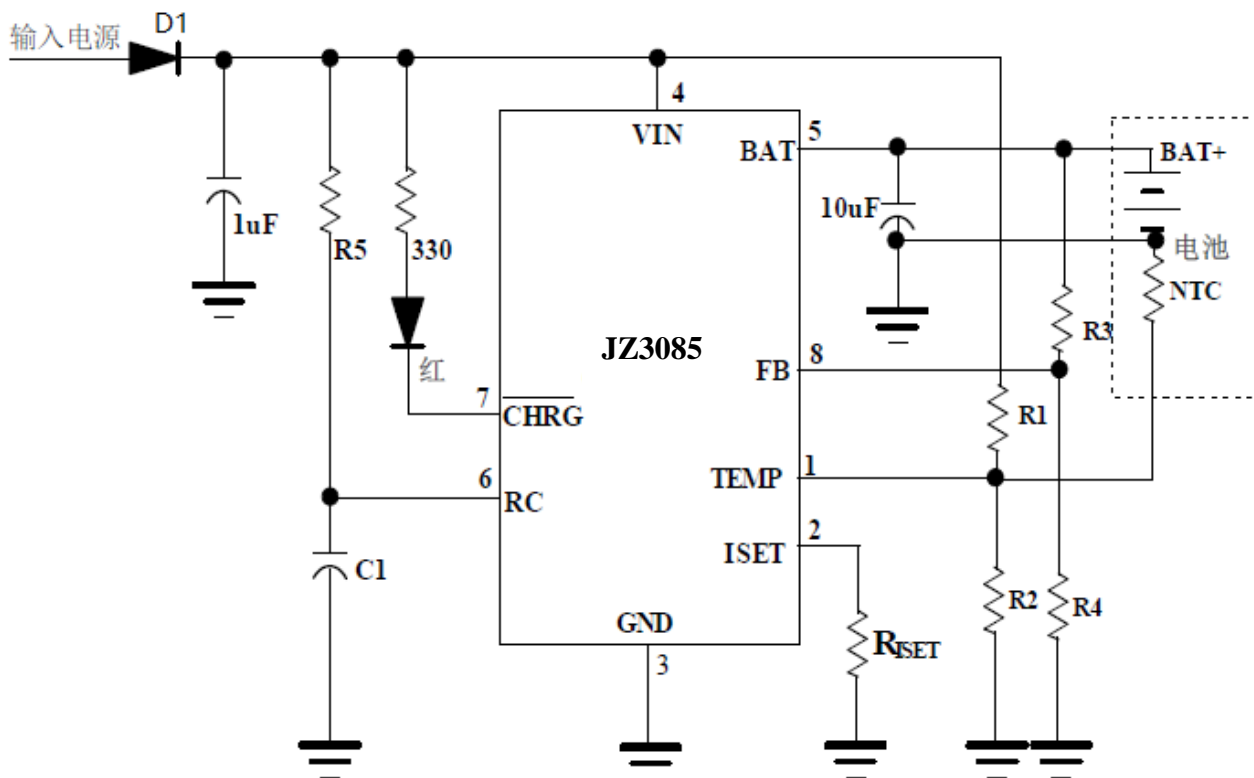 D1
输入电源
4
VIN
5
BAT
BAT+
1uF
R5
330
10uF
电池
NTC
R3
JZ3085
红
8
FB
7
CHRG
R1
6
RC
TEMP
1
2
ISET
C1
R2
R4
GND
RISET
3